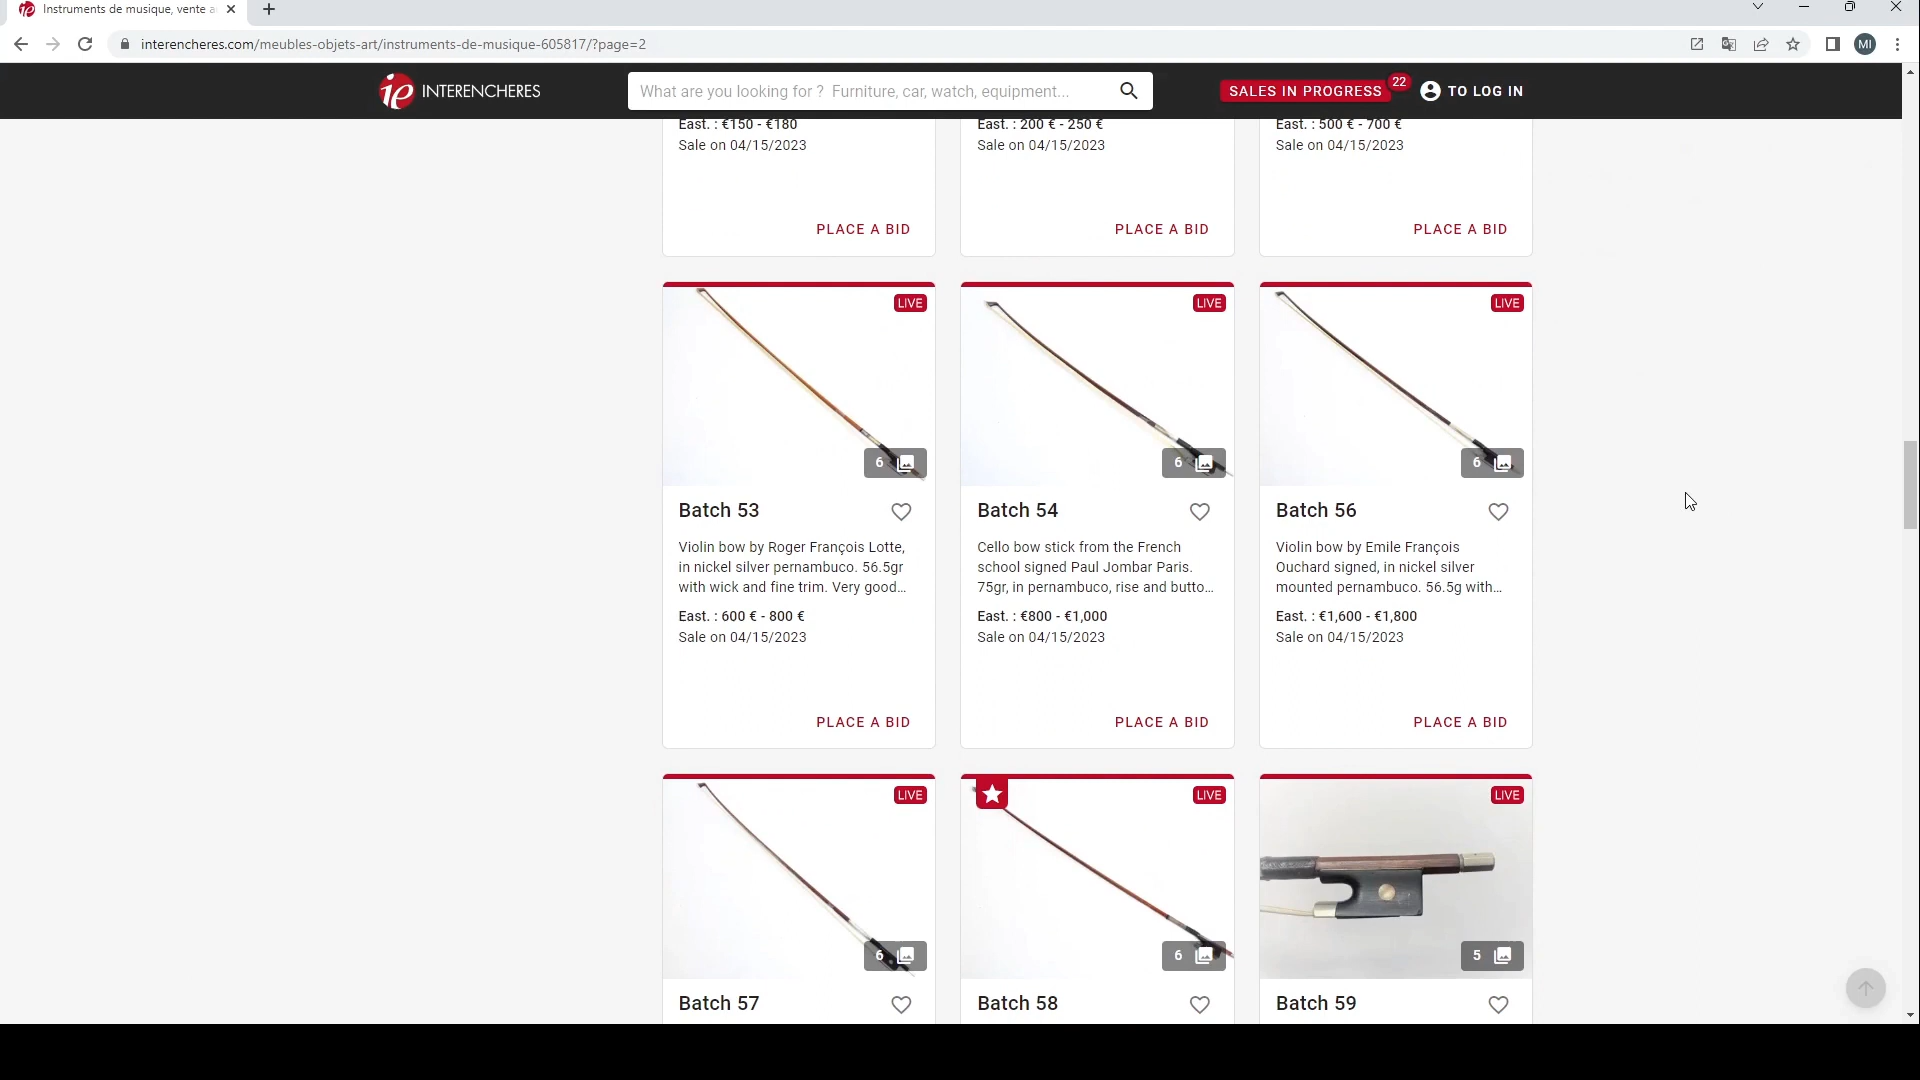 Instruments de musique, vente a
interencheres.com/meubles-objets-art/instruments-de-musique-605817/?page=2
MI
ie INTERENCHERES
What are you looking for ? Furniture, car, watch, equipment...
SALES IN PROGRESS 22
TO LOG IN
East. : €150 - €180
Sale on 04/15/2023
PLACE A BID
East. : 200 € - 250 €
Sale on 04/15/2023
PLACE A BID
East. : 500 € - 700 €
Sale on 04/15/2023
PLACE A BID
LIVE
6
Batch 53
Violin bow by Roger François Lotte,
in nickel silver pernambuco. 56.5gr
with wick and fine trim. Very good...
East. : 600 € - 800 €
Sale on 04/15/2023
PLACE A BID
LIVE
6
Batch 54
Cello bow stick from the French
school signed Paul Jombar Paris.
75gr, in pernambuco, rise and butto...
East. : €800 - €1,000
Sale on 04/15/2023
PLACE A BID
LIVE
6
Batch 56
Violin bow by Emile François
Ouchard signed, in nickel silver
mounted pernambuco. 56.5g with...
East. : €1,600 - €1,800
Sale on 04/15/2023
PLACE A BID
LIVE
6
Batch 57
LIVE
6
Batch 58
LIVE
5
Batch 59